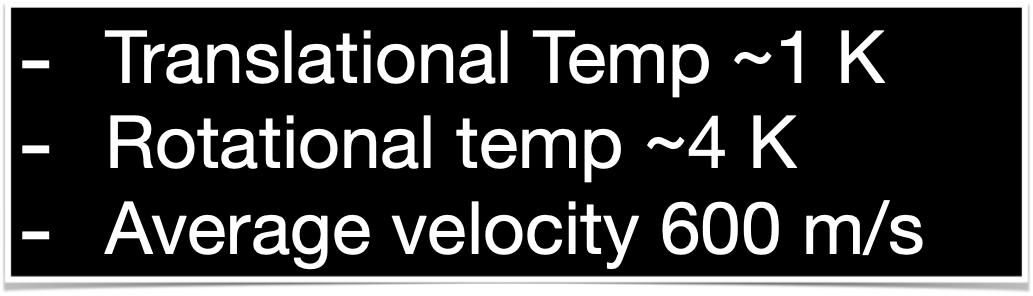 - Translational Temp ~1 K
- Rotational temp ~4 K
- Average velocity 600 m/s